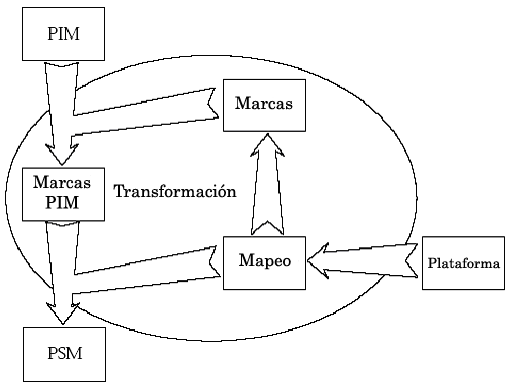 PIM
Marcas
Marcas
PIM
Transformación
Mapeo
Plataforma
PSM